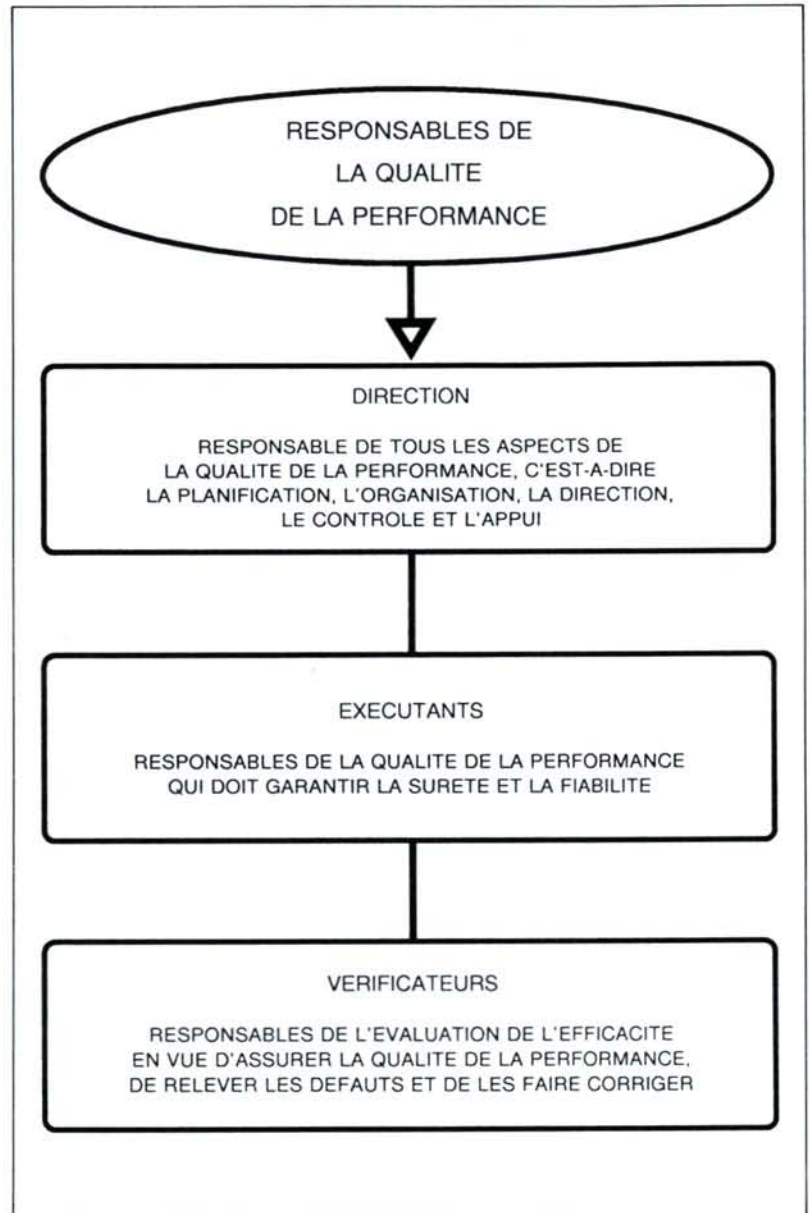 RESPONSABLES DE
LA QUALITE
DE LA PERFORMANCE
DIRECTION
RESPONSABLE DE TOUS LES ASPECTS DE
LA QUALITE DE LA PERFORMANCE, C'EST-A-DIRE
LA PLANIFICATION, L'ORGANISATION, LA DIRECTION,
LE CONTROLE ET L'APPUI
EXECUTANTS
RESPONSABLES DE LA QUALITE DE LA PERFORMANCE
QUI DOIT GARANTIR LA SURETE ET LA FIABILITE
VERIFICATEURS
RESPONSABLES DE L'EVALUATION DE L'EFFICACITE
EN VUE D'ASSURER LA QUALITE DE LA PERFORMANCE,
DE RELEVER LES DEFAUTS ET DE LES FAIRE CORRIGER